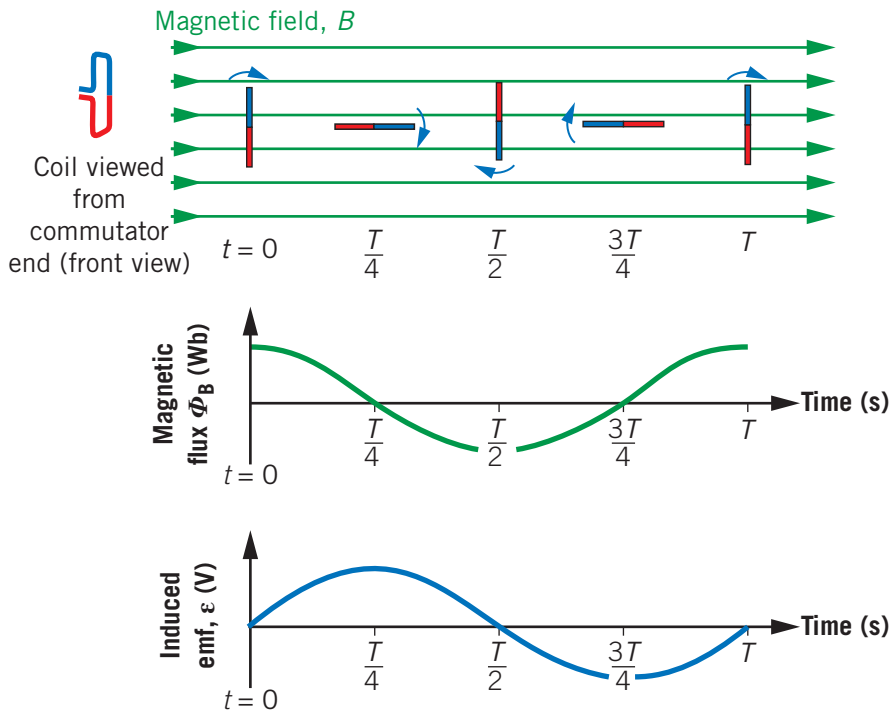 Magnetic field, B
Coil viewed
from
commutator
end (front view)
t = 0
T/4
T/2
3T/4
T
Magnetic
flux Φ_B (Wb)
Time (s)
t = 0
T/4
T/2
3T/4
T
Induced
emf, ε (V)
Time (s)
t = 0
T/4
T/2
3T/4
T